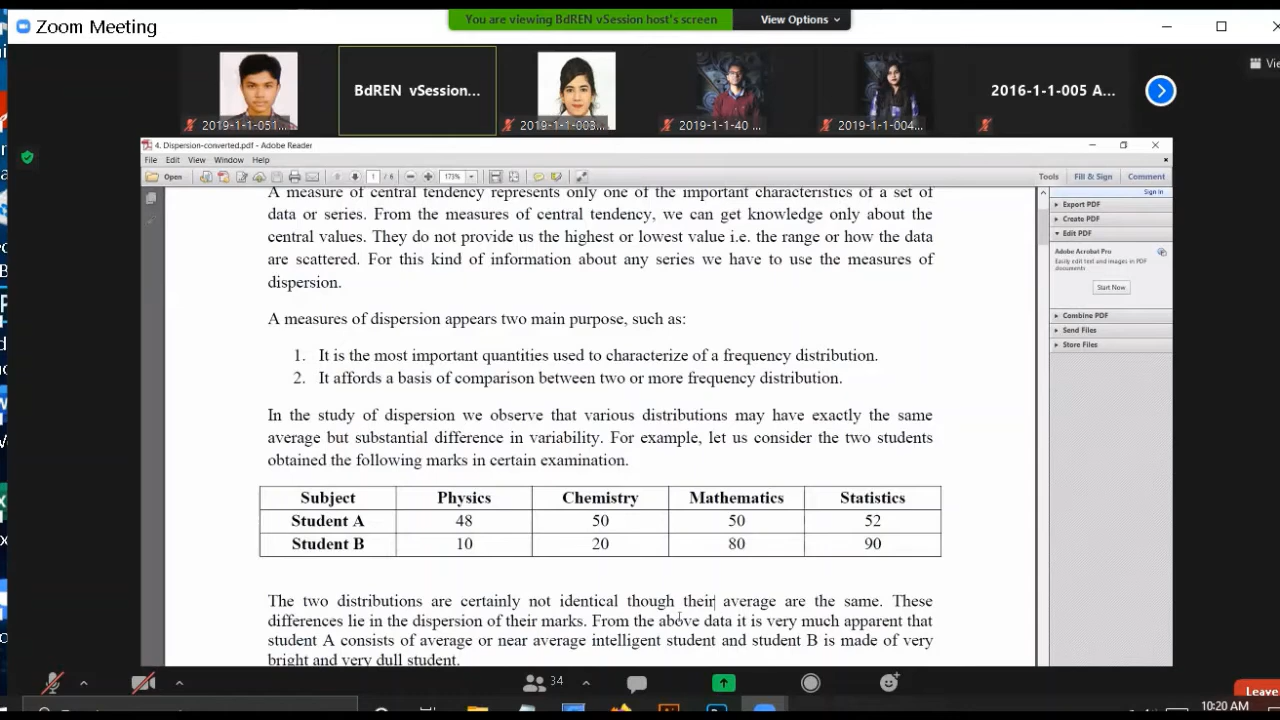 Zoom Meeting
You are viewing BdREN vSession host's screen
View Options
Vie
BdREN vSession...
2016-1-1-005 A...
2019-1-1-051...
2019-1-1-003...
2019-1-1-40 ...
2019-1-1-004...
4. Dispersion-converted.pdf - Adobe Reader
File Edit View Window Help
Open 1 / 6 173% Tools Fill & Sign Comment
Sign In
Export PDF
Create PDF
Edit PDF
Adobe Acrobat Pro
Easily edit text and images in PDF
documents
Start Now
Combine PDF
Send Files
Store Files
A measure of central tendency represents only one of the important characteristics of a set of
data or series. From the measures of central tendency, we can get knowledge only about the
central values. They do not provide us the highest or lowest value i.e. the range or how the data
are scattered. For this kind of information about any series we have to use the measures of
dispersion.
A measures of dispersion appears two main purpose, such as:
1. It is the most important quantities used to characterize of a frequency distribution.
2. It affords a basis of comparison between two or more frequency distribution.
In the study of dispersion we observe that various distributions may have exactly the same
average but substantial difference in variability. For example, let us consider the two students
obtained the following marks in certain examination.
Subject Physics Chemistry Mathematics Statistics
Student A 48 50 50 52
Student B 10 20 80 90
The two distributions are certainly not identical though their average are the same. These
differences lie in the dispersion of their marks. From the above data it is very much apparent that
student A consists of average or near average intelligent student and student B is made of very
bright and very dull student.
34
Leave
10:20 AM